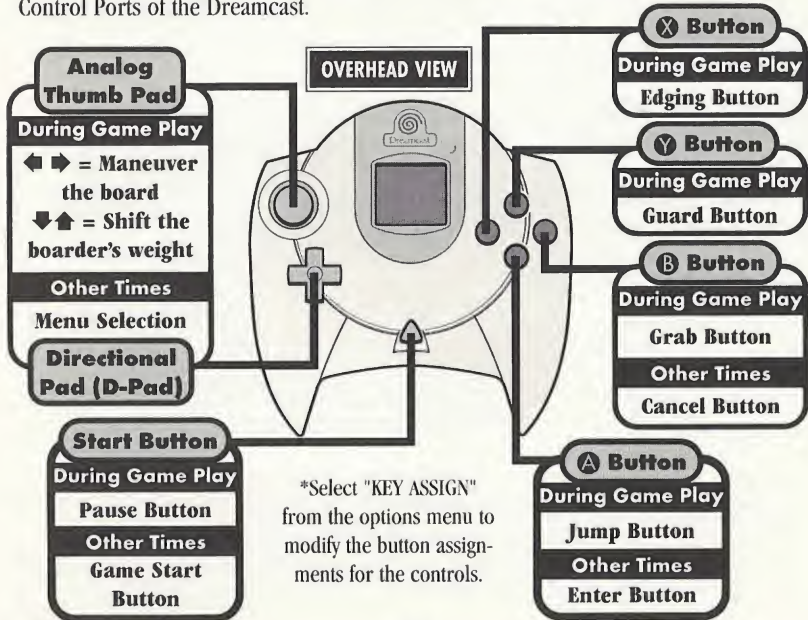 Control Ports of the Dreamcast.
OVERHEAD VIEW
Analog
Thumb Pad
During Game Play
⬅ ➡ = Maneuver
the board
⬇⬆ = Shift the
boarder's weight
Other Times
Menu Selection
Directional
Pad (D-Pad)
Start Button
During Game Play
Pause Button
Other Times
Game Start
Button
Dreamcast
*Select "KEY ASSIGN"
from the options menu to
modify the button assign-
ments for the controls.
X Button
During Game Play
Edging Button
Y Button
During Game Play
Guard Button
B Button
During Game Play
Grab Button
Other Times
Cancel Button
A Button
During Game Play
Jump Button
Other Times
Enter Button